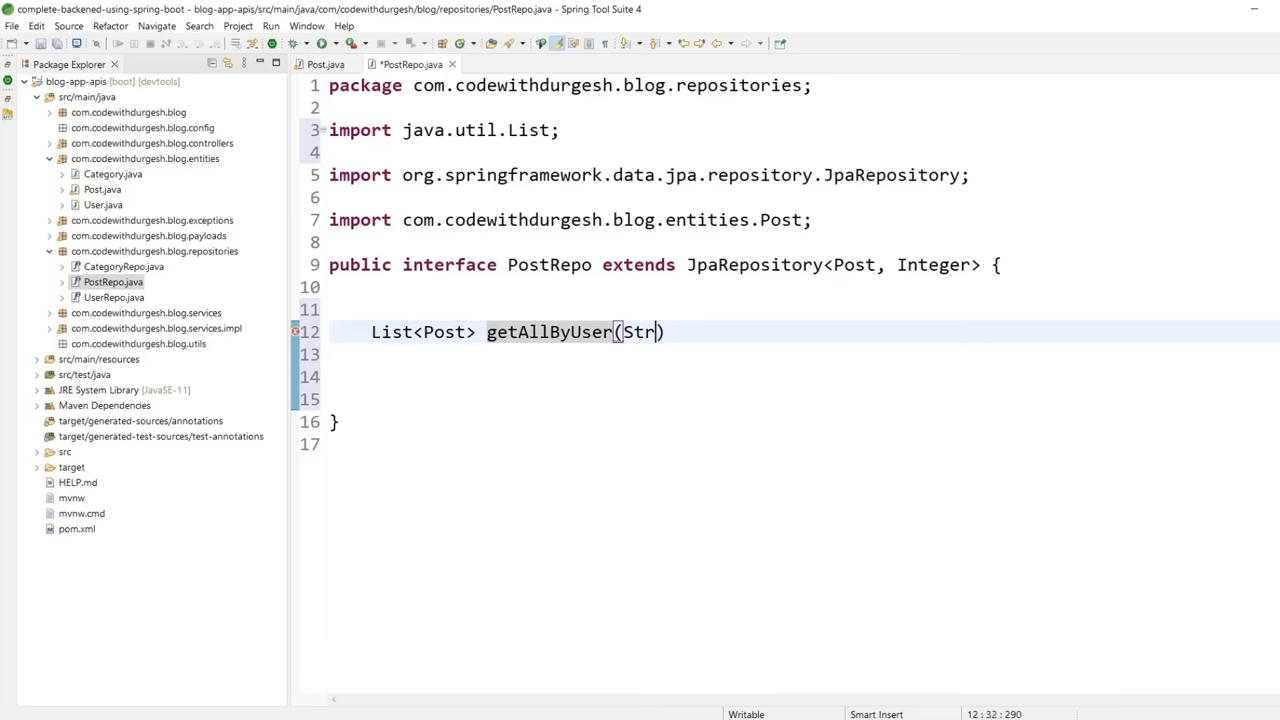 complete-backened-using-spring-boot - blog-app-apis/src/main/java/com/codewithdurgesh/blog/repositories/PostRepo.java - Spring Tool Suite 4
File Edit Source Refactor Navigate Search Project Run Window Help
Package Explorer
Post.java *PostRepo.java
blog-app-apis [boot] [devtools]
src/main/java
com.codewithdurgesh.blog
com.codewithdurgesh.blog.config
com.codewithdurgesh.blog.controllers
com.codewithdurgesh.blog.entities
Category.java
Post.java
User.java
com.codewithdurgesh.blog.exceptions
com.codewithdurgesh.blog.payloads
com.codewithdurgesh.blog.repositories
CategoryRepo.java
PostRepo.java
UserRepo.java
com.codewithdurgesh.blog.services
com.codewithdurgesh.blog.services.impl
com.codewithdurgesh.blog.utils
src/main/resources
src/test/java
JRE System Library [JavaSE-11]
Maven Dependencies
target/generated-sources/annotations
target/generated-test-sources/test-annotations
src
target
HELP.md
mvnw
mvnw.cmd
pom.xml
1 package com.codewithdurgesh.blog.repositories;
2
3 import java.util.List;
4
5 import org.springframework.data.jpa.repository.JpaRepository;
6
7 import com.codewithdurgesh.blog.entities.Post;
8
9 public interface PostRepo extends JpaRepository<Post, Integer> {
10
11
12 List<Post> getAllByUser(Str)
13
14
15
16 }
17
Writable Smart Insert 12 : 32 : 290